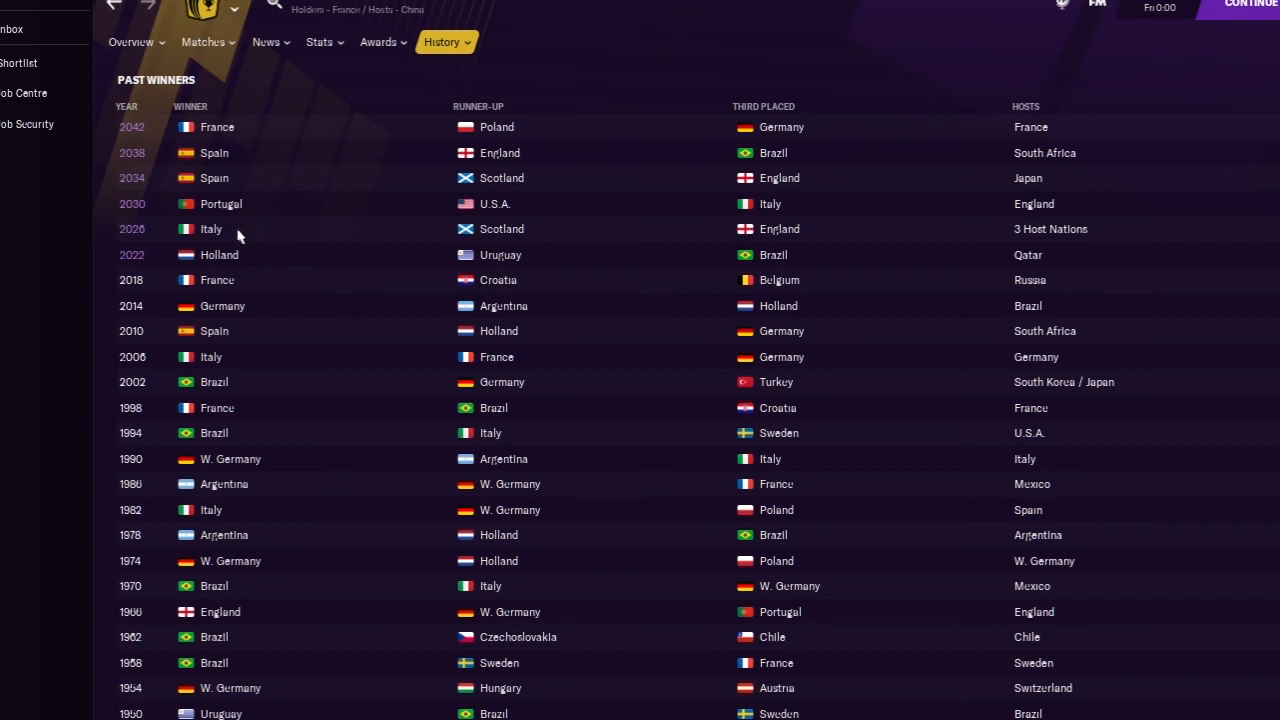 Holders - France / Hosts - China
FM
Fri 0:00
CONTINUE
nbox
Shortlist
ob Centre
ob Security
Overview Matches News Stats Awards History
PAST WINNERS
YEAR WINNER RUNNER-UP THIRD PLACED HOSTS
2042 France Poland Germany France
2038 Spain England Brazil South Africa
2034 Spain Scotland England Japan
2030 Portugal U.S.A. Italy England
2026 Italy Scotland England 3 Host Nations
2022 Holland Uruguay Brazil Qatar
2018 France Croatia Belgium Russia
2014 Germany Argentina Holland Brazil
2010 Spain Holland Germany South Africa
2006 Italy France Germany Germany
2002 Brazil Germany Turkey South Korea / Japan
1998 France Brazil Croatia France
1994 Brazil Italy Sweden U.S.A.
1990 W. Germany Argentina Italy Italy
1986 Argentina W. Germany France Mexico
1982 Italy W. Germany Poland Spain
1978 Argentina Holland Brazil Argentina
1974 W. Germany Holland Poland W. Germany
1970 Brazil Italy W. Germany Mexico
1966 England W. Germany Portugal England
1962 Brazil Czechoslovakia Chile Chile
1958 Brazil Sweden France Sweden
1954 W. Germany Hungary Austria Switzerland
1950 Uruguay Brazil Sweden Brazil